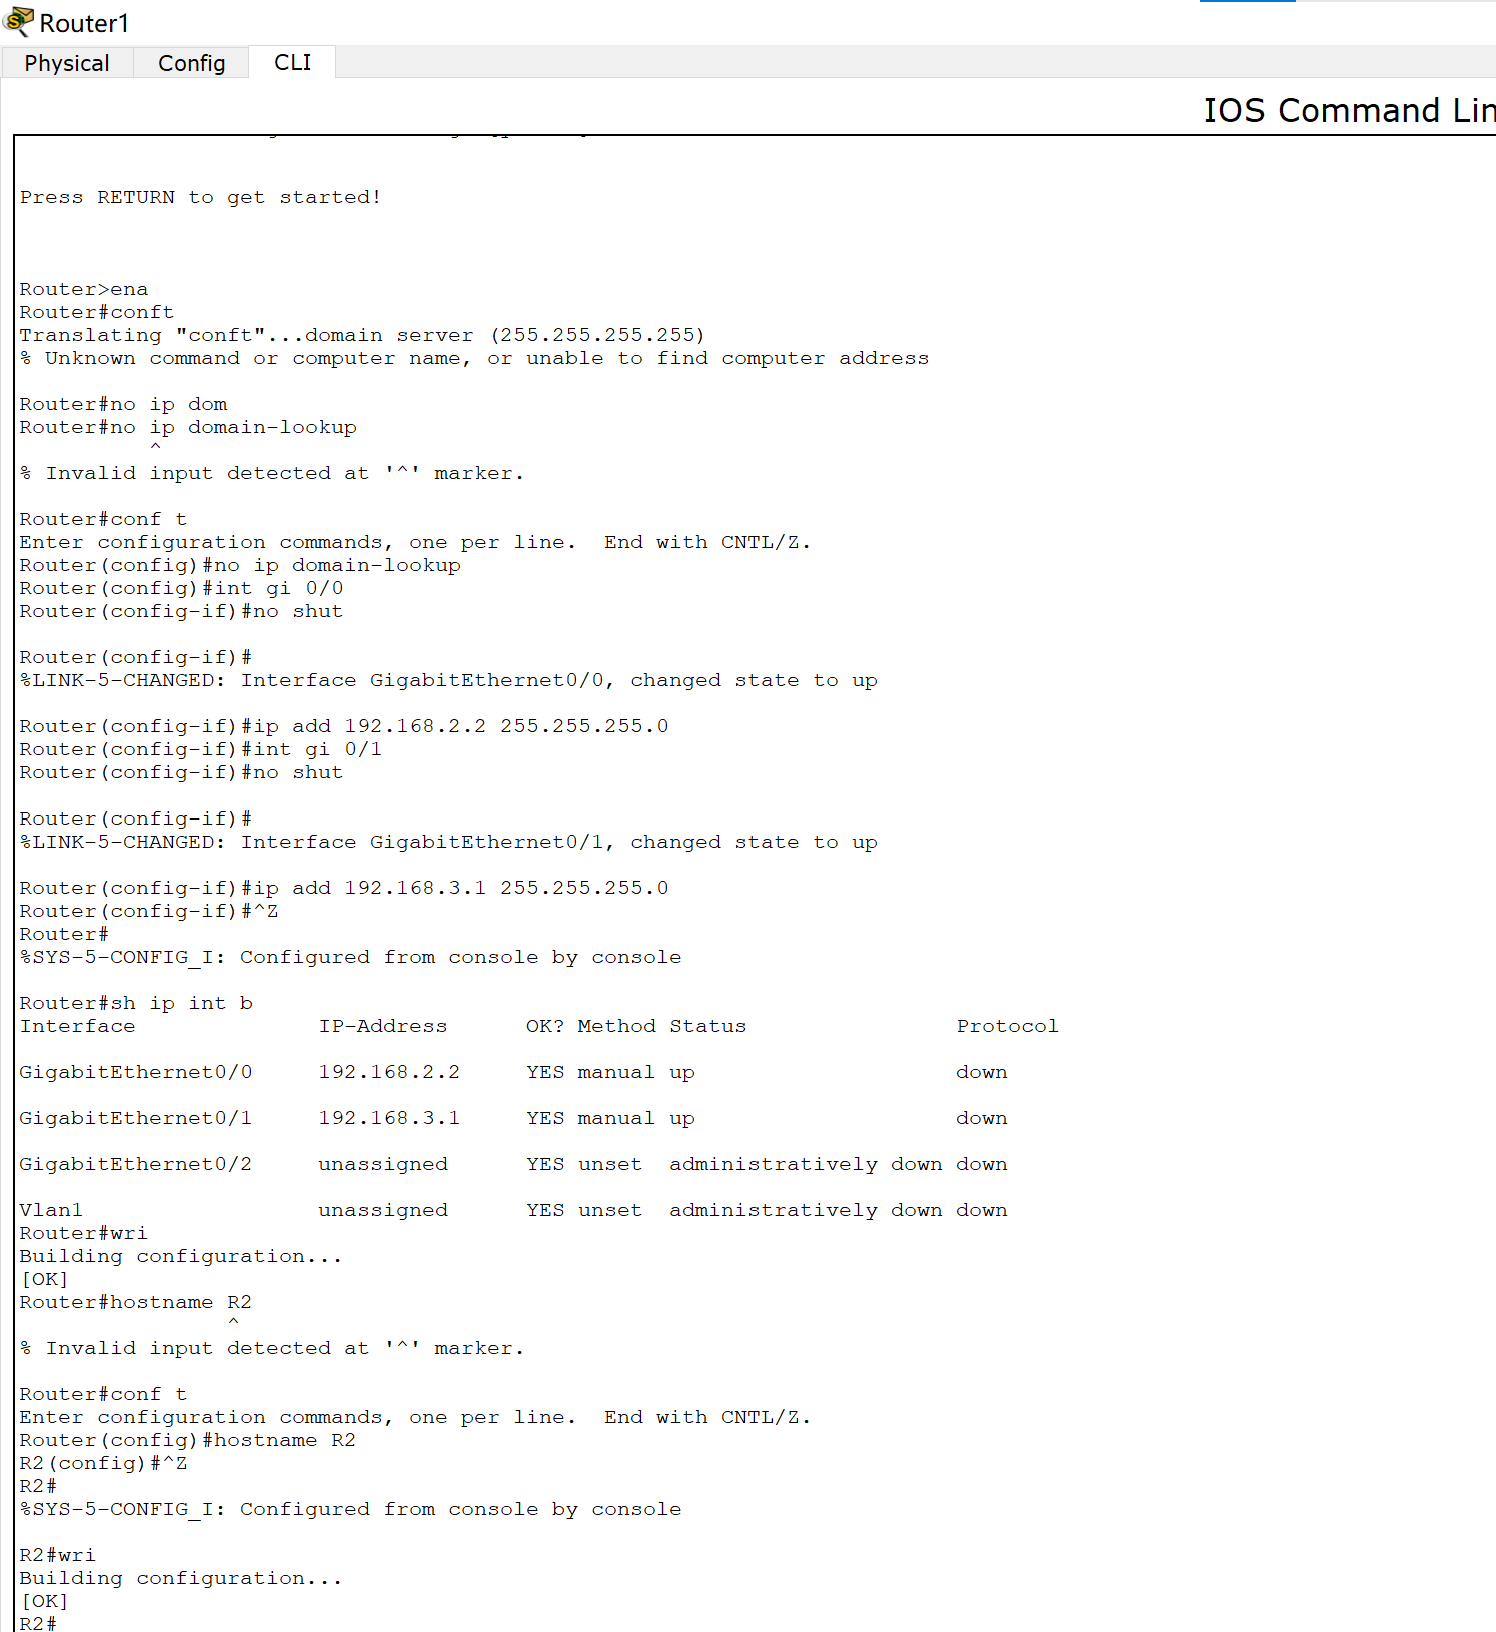 Router1
Physical Config CLI
IOS Command Lin
Press RETURN to get started!
Router>ena
Router#conft
Translating "conft"...domain server (255.255.255.255)
% Unknown command or computer name, or unable to find computer address
Router#no ip dom
Router#no ip domain-lookup
^
% Invalid input detected at '^' marker.
Router#conf t
Enter configuration commands, one per line.  End with CNTL/Z.
Router(config)#no ip domain-lookup
Router(config)#int gi 0/0
Router(config-if)#no shut
Router(config-if)#
%LINK-5-CHANGED: Interface GigabitEthernet0/0, changed state to up
Router(config-if)#ip add 192.168.2.2 255.255.255.0
Router(config-if)#int gi 0/1
Router(config-if)#no shut
Router(config-if)#
%LINK-5-CHANGED: Interface GigabitEthernet0/1, changed state to up
Router(config-if)#ip add 192.168.3.1 255.255.255.0
Router(config-if)#^Z
Router#
%SYS-5-CONFIG_I: Configured from console by console
Router#sh ip int b
Interface IP-Address OK? Method Status Protocol
GigabitEthernet0/0 192.168.2.2 YES manual up down
GigabitEthernet0/1 192.168.3.1 YES manual up down
GigabitEthernet0/2 unassigned YES unset administratively down down
Vlan1 unassigned YES unset administratively down down
Router#wri
Building configuration...
[OK]
Router#hostname R2
^
% Invalid input detected at '^' marker.
Router#conf t
Enter configuration commands, one per line.  End with CNTL/Z.
Router(config)#hostname R2
R2(config)#^Z
R2#
%SYS-5-CONFIG_I: Configured from console by console
R2#wri
Building configuration...
[OK]
R2#